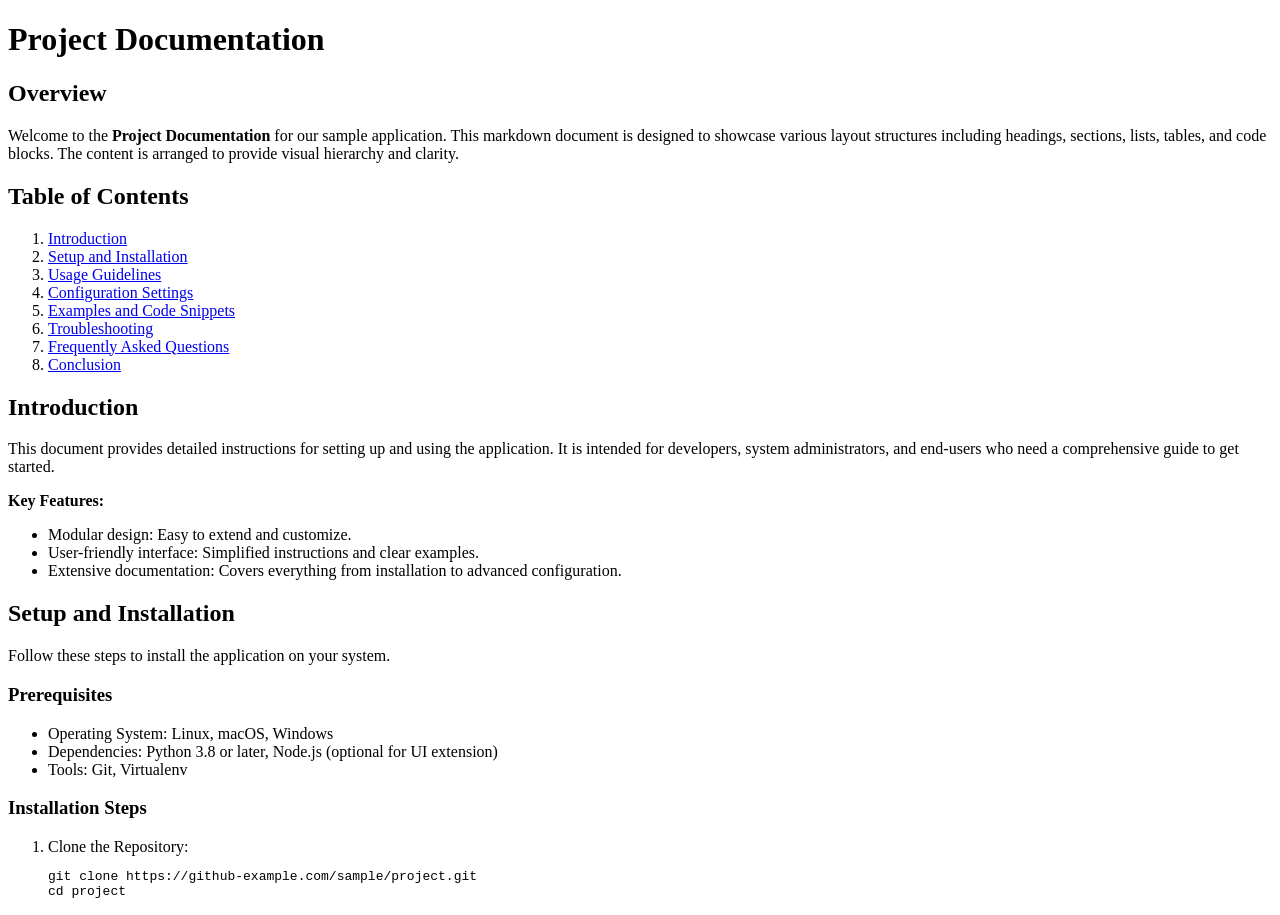 Project Documentation
Overview
Welcome to the Project Documentation for our sample application. This markdown document is designed to showcase various layout structures including headings, sections, lists, tables, and code
blocks. The content is arranged to provide visual hierarchy and clarity.
Table of Contents
1. Introduction
2. Setup and Installation
3. Usage Guidelines
4. Configuration Settings
5. Examples and Code Snippets
6. Troubleshooting
7. Frequently Asked Questions
8. Conclusion
Introduction
This document provides detailed instructions for setting up and using the application. It is intended for developers, system administrators, and end-users who need a comprehensive guide to get
started.
Key Features:
• Modular design: Easy to extend and customize.
• User-friendly interface: Simplified instructions and clear examples.
• Extensive documentation: Covers everything from installation to advanced configuration.
Setup and Installation
Follow these steps to install the application on your system.
Prerequisites
• Operating System: Linux, macOS, Windows
• Dependencies: Python 3.8 or later, Node.js (optional for UI extension)
• Tools: Git, Virtualenv
Installation Steps
1. Clone the Repository:
git clone https://github-example.com/sample/project.git
cd project